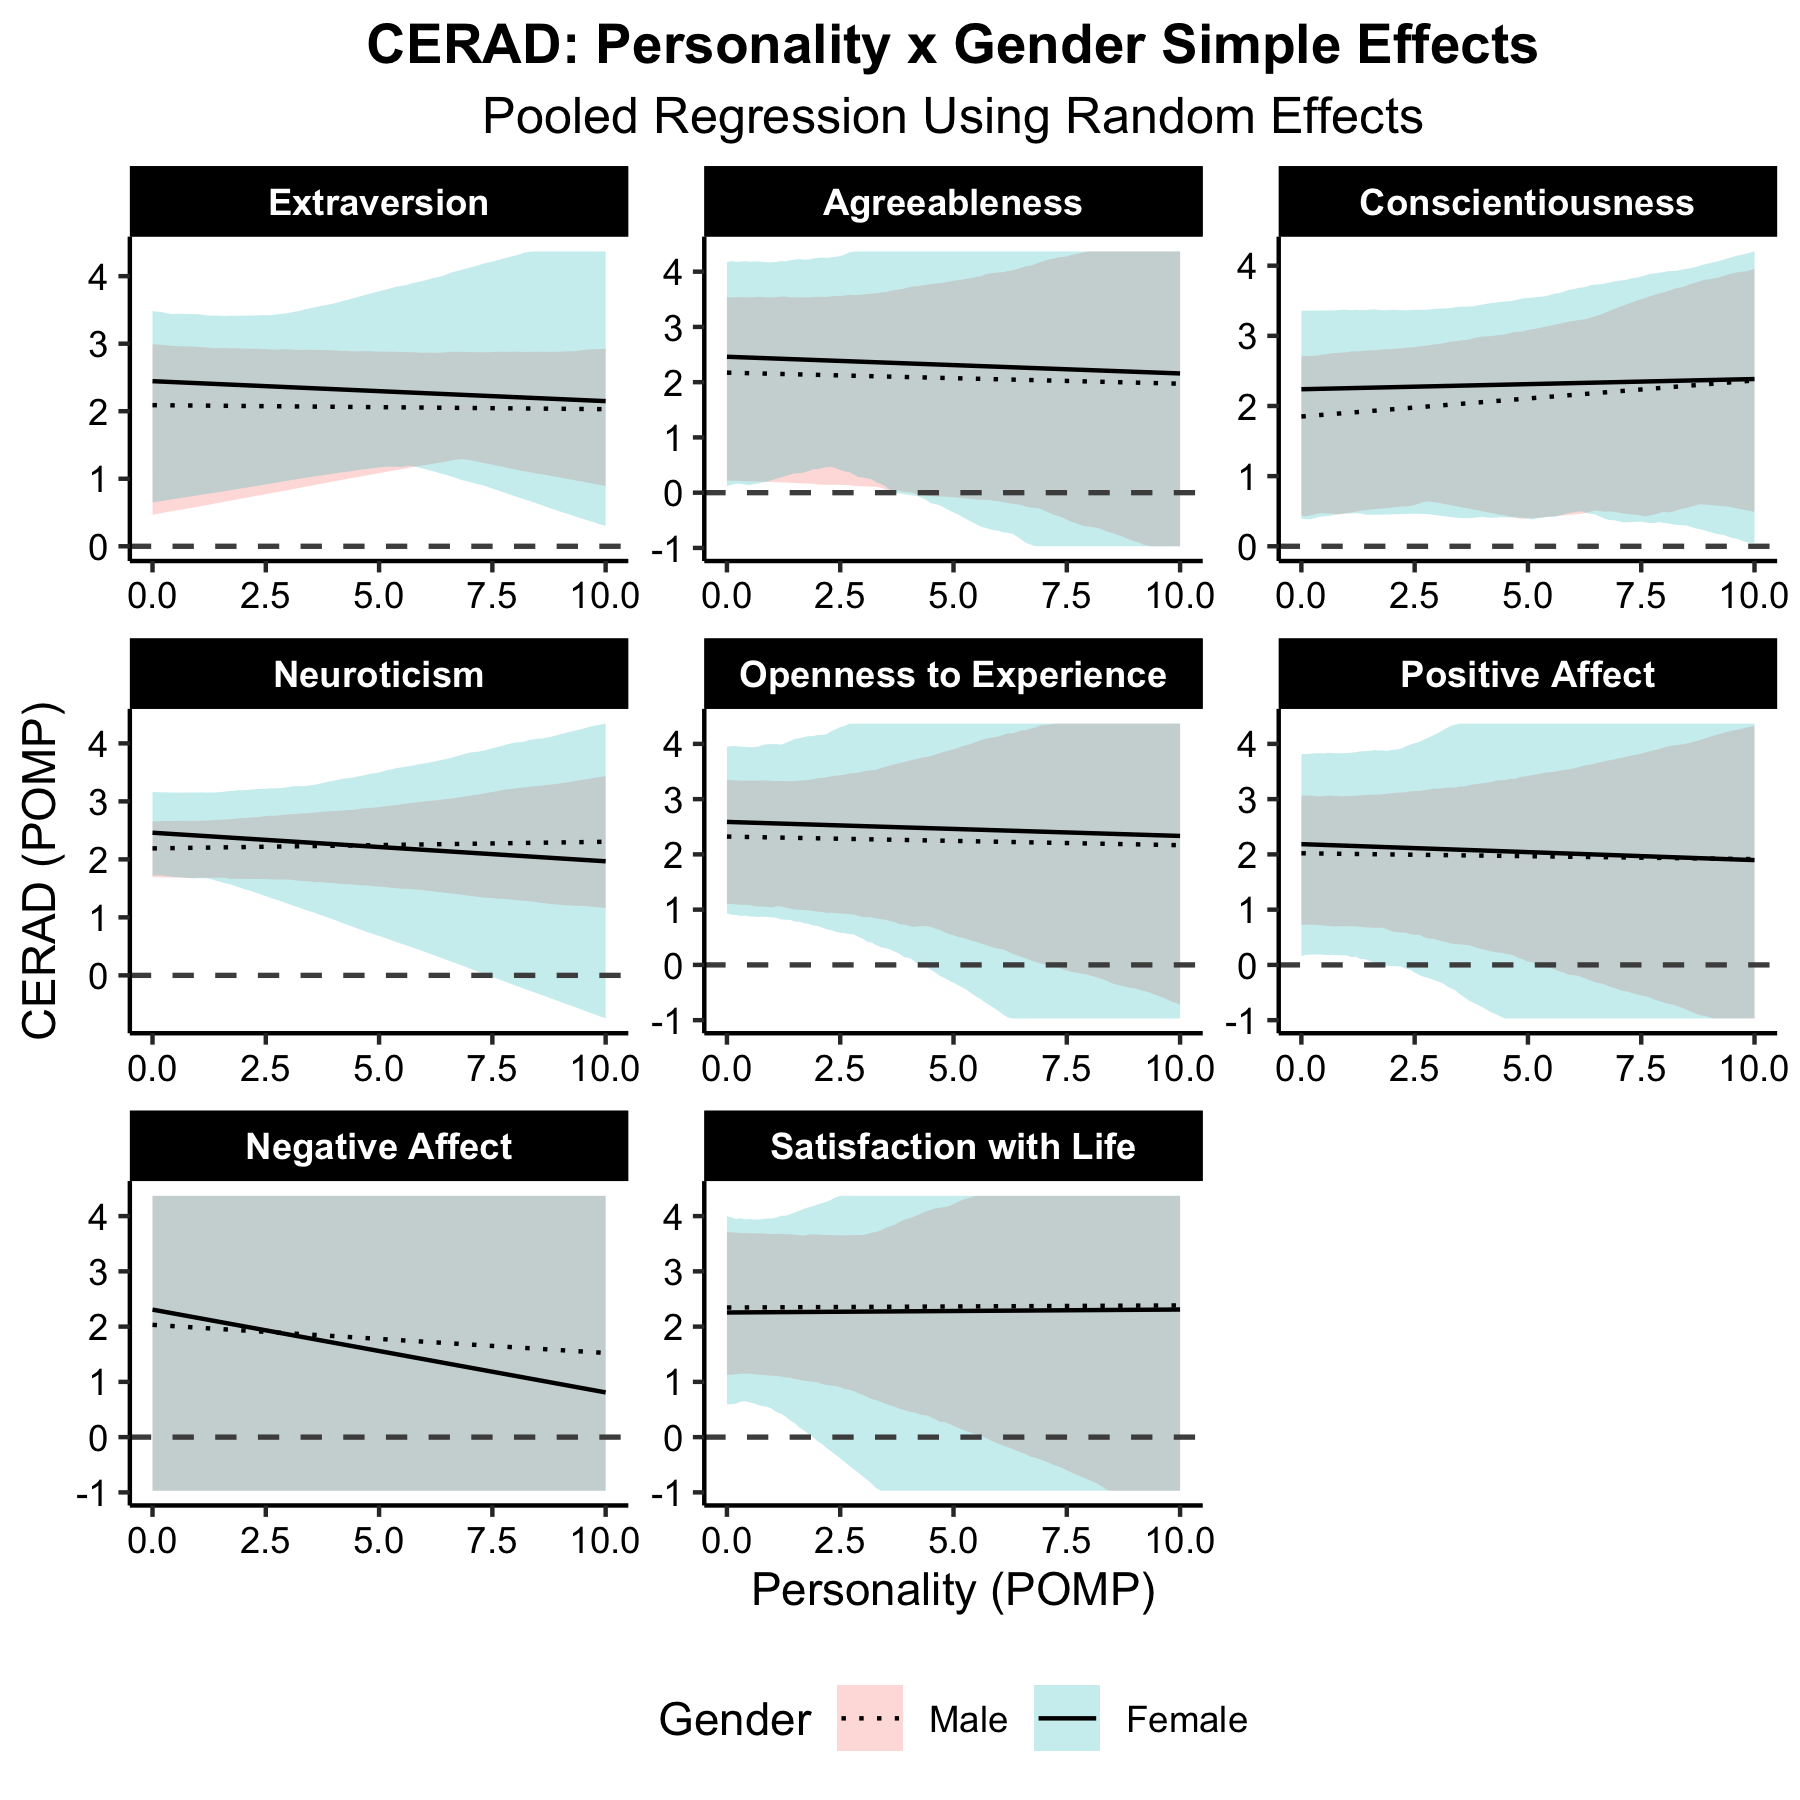 CERAD: Personality x Gender Simple Effects
Pooled Regression Using Random Effects
Extraversion
4
3
2
1
0
0.0 2.5 5.0 7.5 10.0
Agreeableness
4
3
2
1
0
-1
0.0 2.5 5.0 7.5 10.0
Conscientiousness
4
3
2
1
0
0.0 2.5 5.0 7.5 10.0
CERAD (POMP)
Neuroticism
4
3
2
1
0
0.0 2.5 5.0 7.5 10.0
Openness to Experience
4
3
2
1
0
-1
0.0 2.5 5.0 7.5 10.0
Positive Affect
4
3
2
1
0
-1
0.0 2.5 5.0 7.5 10.0
Negative Affect
4
3
2
1
0
-1
0.0 2.5 5.0 7.5 10.0
Satisfaction with Life
4
3
2
1
0
-1
0.0 2.5 5.0 7.5 10.0
Personality (POMP)
Gender Male Female